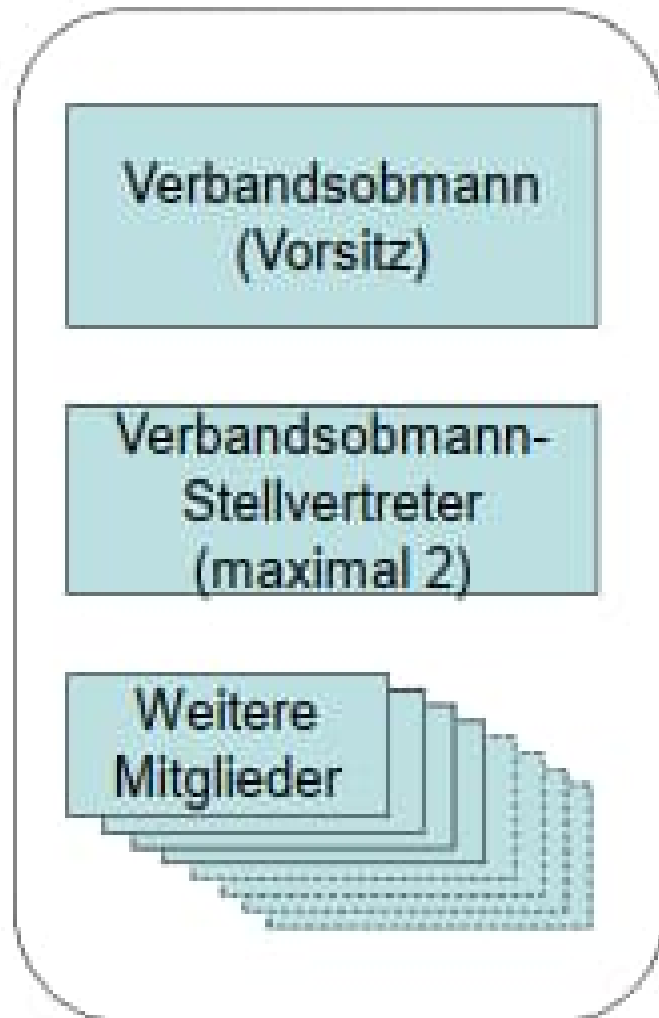 Verbandsobmann
(Vorsitz)
Verbandsobmann-
Stellvertreter
(maximal 2)
Weitere
Mitglieder